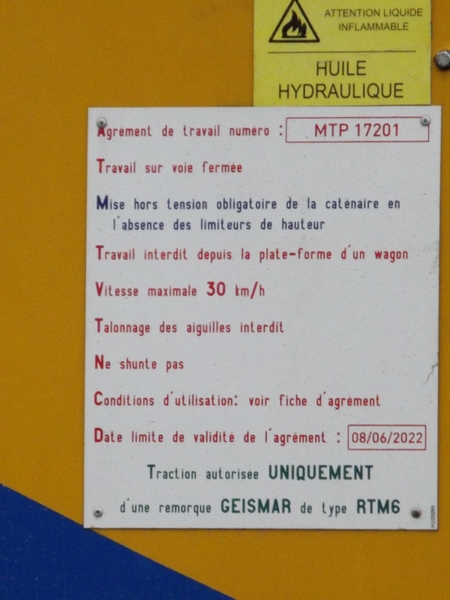 ATTENTION LIQUIDE
INFLAMMABLE
HUILE
HYDRAULIQUE
Agrément de travail numéro : MTP 17201
Travail sur voie fermée
Mise hors tension obligatoire de la caténaire en
l'absence des limiteurs de hauteur
Travail interdit depuis la plate-forme d'un wagon
Vitesse maximale 30 km/h
Talonnage des aiguilles interdit
Ne shunte pas
Conditions d'utilisation: voir fiche d'agrément
Date limite de validité de l'agrément : 08/06/2022
Traction autorisée UNIQUEMENT
d'une remorque GEISMAR de type RTM6